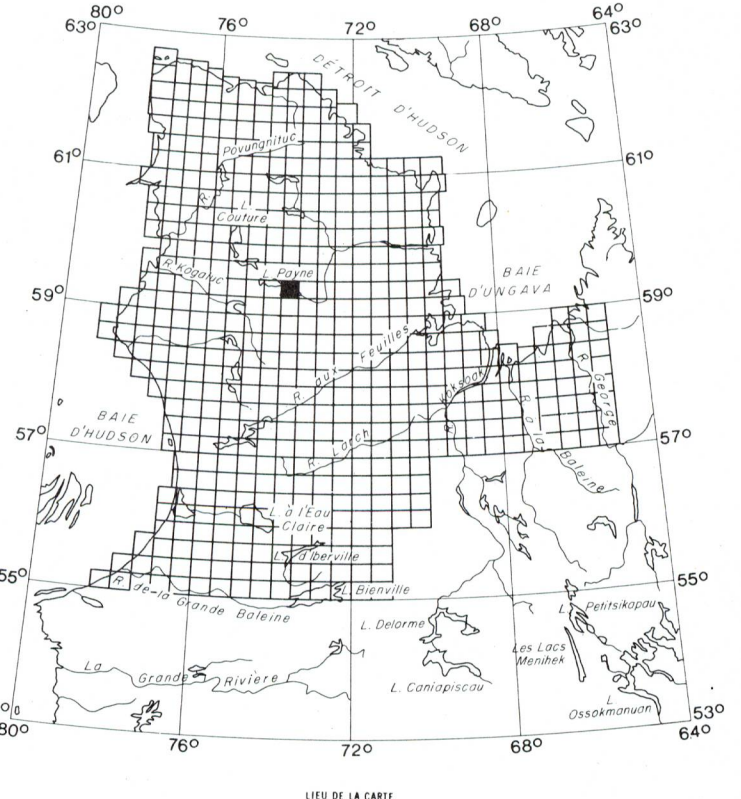 80° 76° 72° 68° 64°
63° 63°
DÉTROIT D'HUDSON
Povungnituc
61° 61°
R.
L.
Couture
R. Kogaluc
L. Payne
BAIE
D'UNGAVA
59° 59°
R. aux Feuilles
R. Koksoak
R. à la Baleine
R. George
BAIE
D'HUDSON
57° 57°
R. Larch
L. à l'Eau
Claire
L. d'Iberville
55° 55°
R. de-la Grande Baleine
L. Bienville
L. Delorme
L. Petitsikapau
Les Lacs
Menihek
La Grande Rivière
L. Caniapiscau
L.
Ossokmanuan
53°
80° 76° 72° 68° 64°
LIEU DE LA CARTE